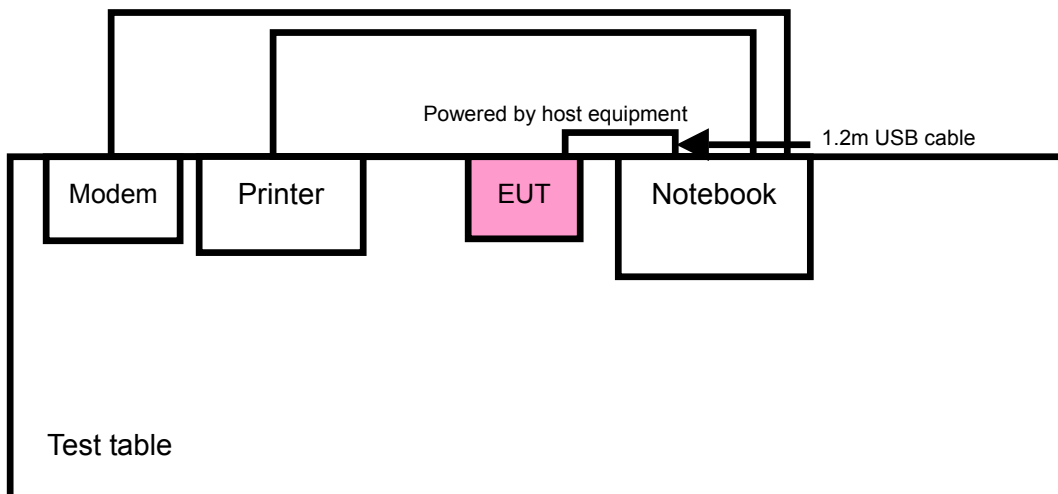 Powered by host equipment
1.2m USB cable
Modem
Printer
EUT
Notebook
Test table